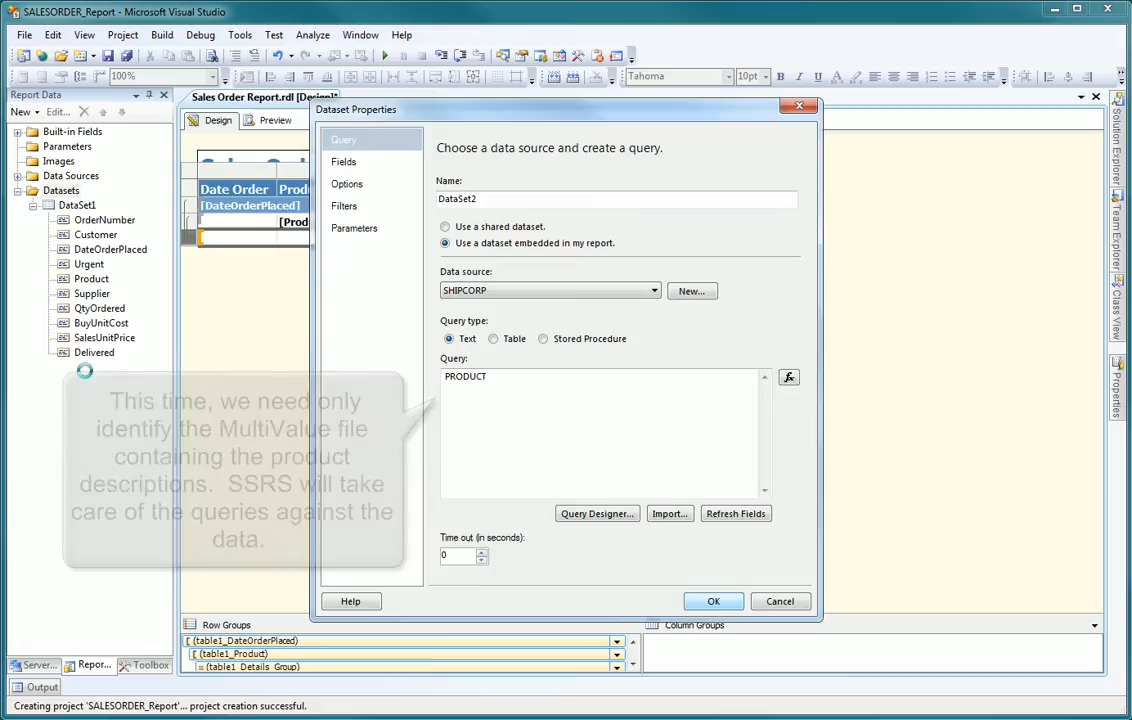 SALESORDER_Report - Microsoft Visual Studio
File Edit View Project Build Debug Tools Test Analyze Window Help
100% Tahoma 10pt B I U A
Report Data
Sales Order Report.rdl [Design]*
New Edit...
Design Preview
Built-in Fields
Parameters
Images
Data Sources
Datasets
DataSet1
OrderNumber
Customer
DateOrderPlaced
Urgent
Product
Supplier
QtyOrdered
BuyUnitCost
SalesUnitPrice
Delivered
Date Order Prod
[DateOrderPlaced]
[Prod
Dataset Properties
Query
Fields
Options
Filters
Parameters
Choose a data source and create a query.
Name:
DataSet2
Use a shared dataset.
Use a dataset embedded in my report.
Data source:
SHIPCORP New...
Query type:
Text Table Stored Procedure
Query:
PRODUCT fx
Query Designer... Import... Refresh Fields
Time out (in seconds):
0
Help OK Cancel
This time, we need only
identify the MultiValue file
containing the product
descriptions. SSRS will take
care of the queries against the
data.
Solution Explorer
Team Explorer
Class View
Properties
Row Groups Column Groups
[ (table1_DateOrderPlaced)
[ (table1_Product)
= (table1_Details_Group)
Server... Repor... Toolbox
Output
Creating project 'SALESORDER_Report'... project creation successful.